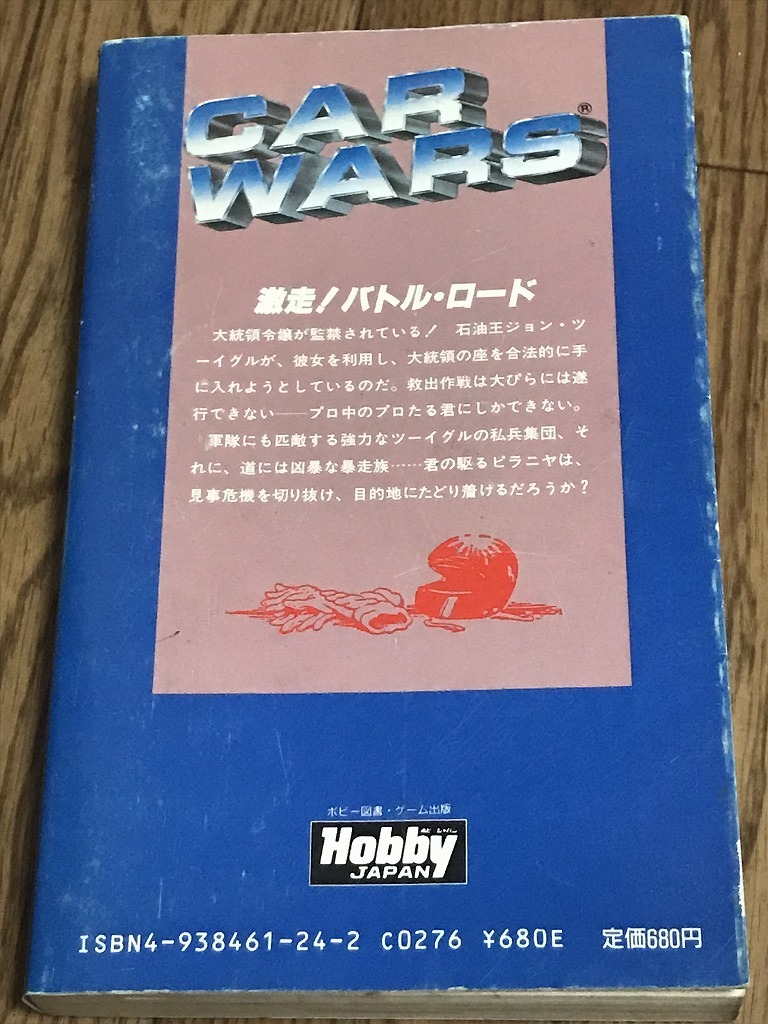 CAR
WARS®
激走！バトル・ロード
大統領令嬢が監禁されている！ 石油王ジョン・ツ
ーイグルが、彼女を利用し、大統領の座を合法的に手
に入れようとしているのだ。救出作戦は大ぴらには遂
行できない――プロ中のプロたる君にしかできない。
軍隊にも匹敵する強力なツーイグルの私兵集団、そ
れに、道には凶暴な暴走族……君の駆るピラニヤは、
見事危機を切り抜け、目的地にたどり着けるだろうか？
ホビー図書・ゲーム出版
Hobby
JAPAN
ISBN4-938461-24-2 C0276 ¥680E 定価680円